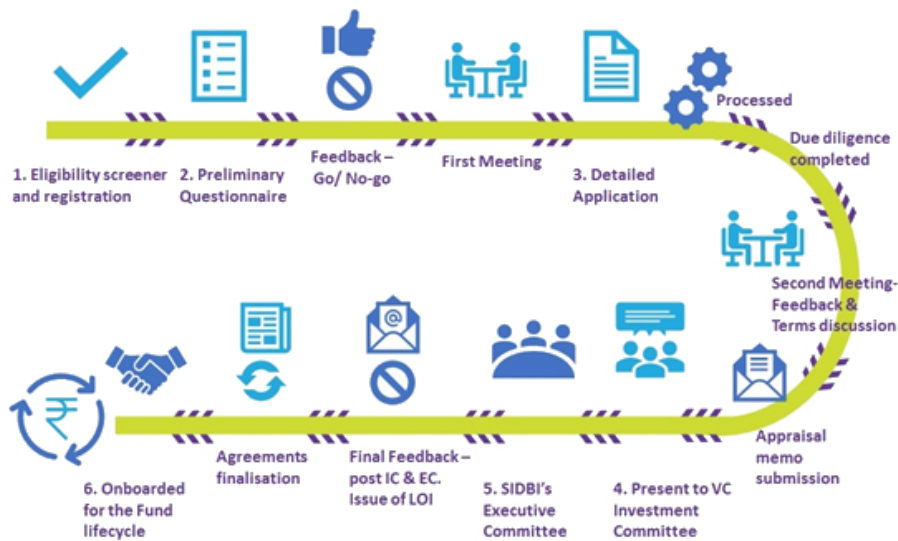 Processed
Due diligence
completed
1. Eligibility screener
and registration
2. Preliminary
Questionnaire
Feedback –
Go/ No-go
First Meeting
3. Detailed
Application
Second Meeting-
Feedback &
Terms discussion
Appraisal
memo
submission
4. Present to VC
Investment
Committee
5. SIDBI's
Executive
Committee
@
Final Feedback –
post IC & EC.
Issue of LOI
Agreements
finalisation
6. Onboarded
for the Fund
lifecycle
₹